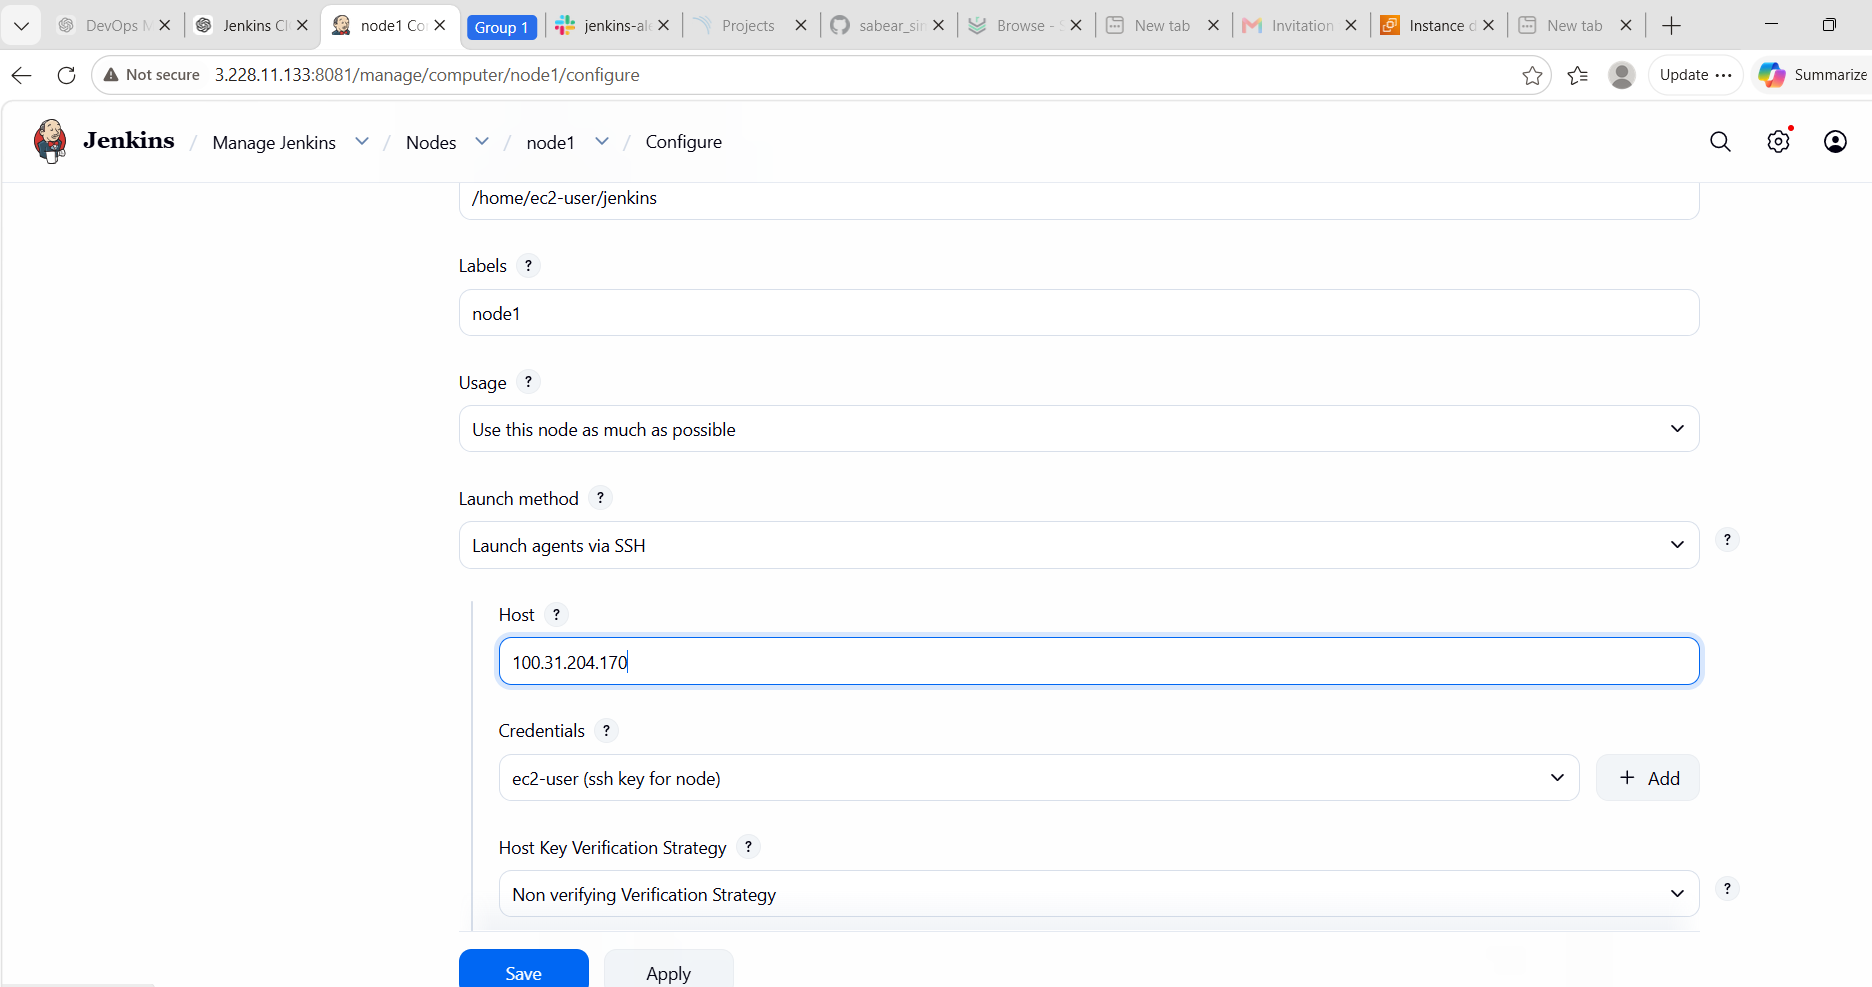 DevOps M
Jenkins CI
node1 Con
Group 1
jenkins-ale
Projects
sabear_sim
Browse - S
New tab
Invitation
Instance d
New tab
Not secure
3.228.11.133:8081/manage/computer/node1/configure
Update
Summarize
Jenkins / Manage Jenkins / Nodes / node1 / Configure
/home/ec2-user/jenkins
Labels ?
node1
Usage ?
Use this node as much as possible
Launch method ?
Launch agents via SSH
?
Host ?
100.31.204.170
Credentials ?
ec2-user (ssh key for node)
+ Add
Host Key Verification Strategy ?
Non verifying Verification Strategy
?
Save
Apply